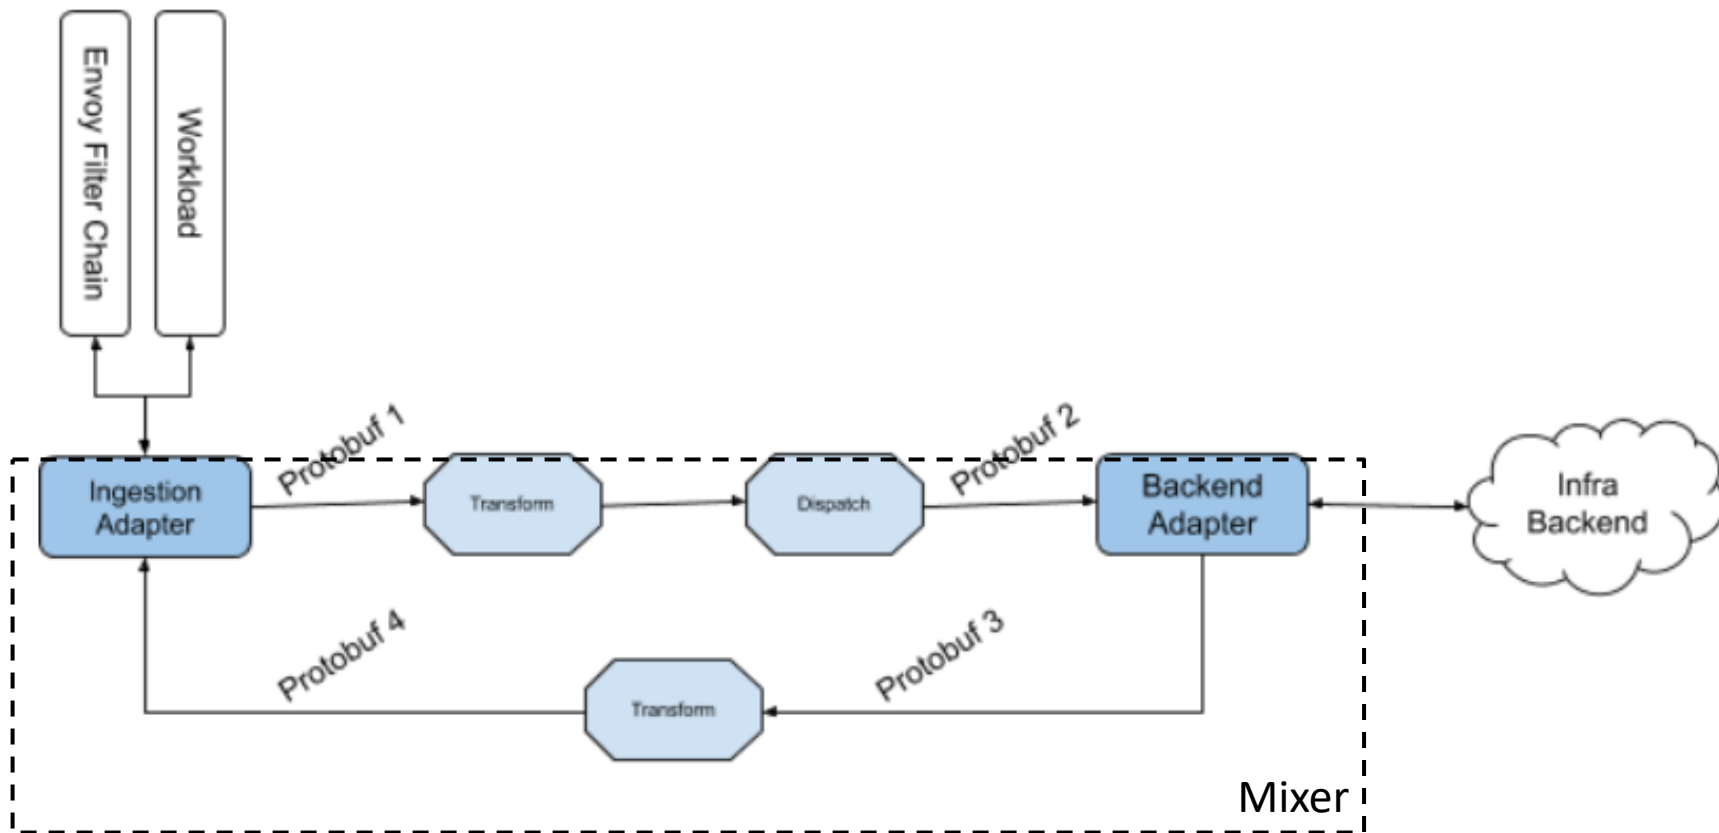 Envoy Filter Chain
Workload
Protobuf 1
Protobuf 2
Ingestion
Adapter
Transform
Dispatch
Backend
Adapter
Infra
Backend
Protobuf 4
Protobuf 3
Transform
Mixer